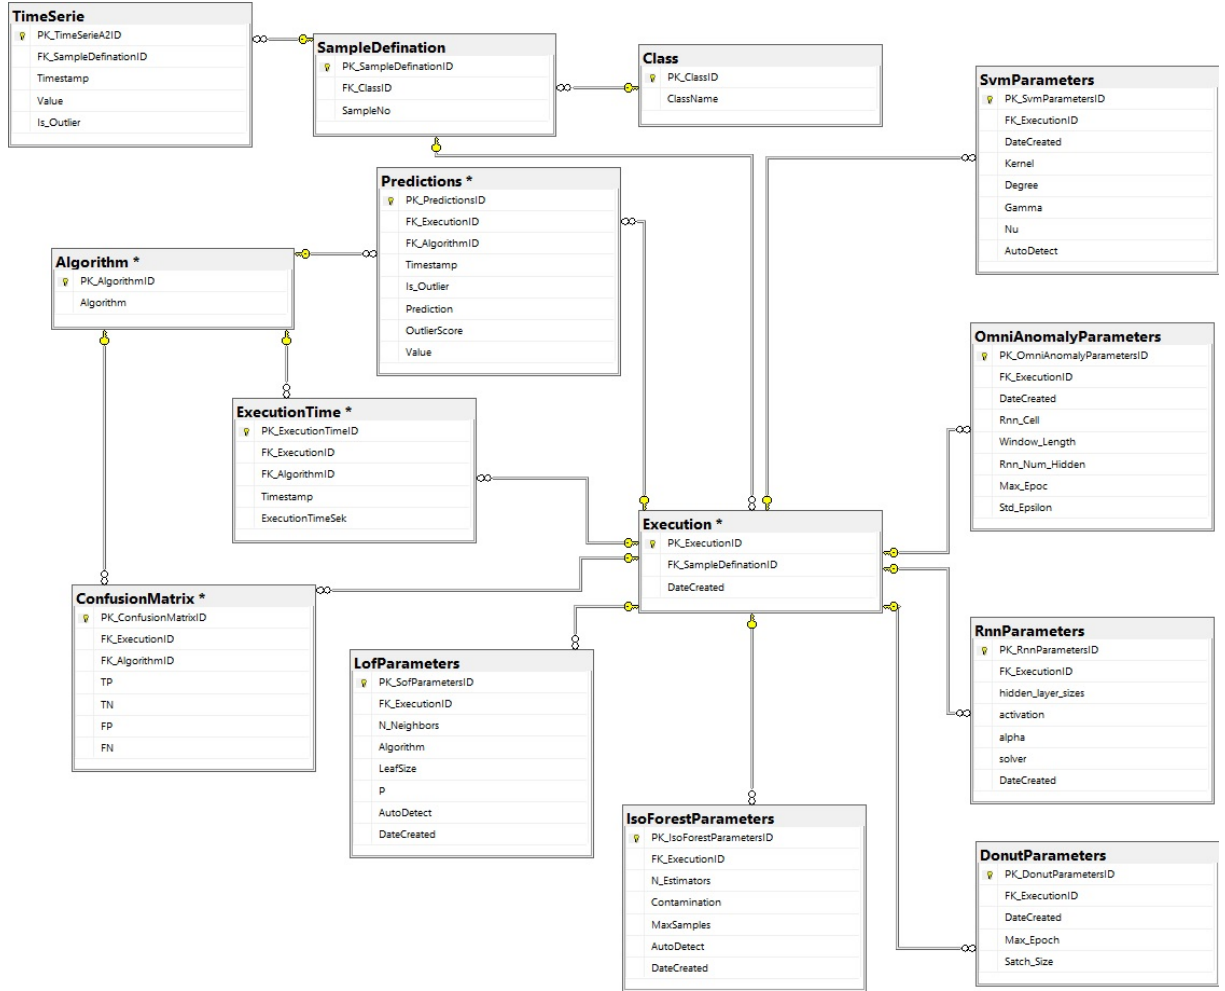 TimeSerie
PK_TimeSerieA2ID
FK_SampleDefinationID
Timestamp
Value
Is_Outlier
SampleDefination
PK_SampleDefinationID
FK_ClassID
SampleNo
Class
PK_ClassID
ClassName
SvmParameters
PK_SvmParametersID
FK_ExecutionID
DateCreated
Kernel
Degree
Gamma
Nu
AutoDetect
Predictions *
PK_PredictionsID
FK_ExecutionID
FK_AlgorithmID
Timestamp
Is_Outlier
Prediction
OutlierScore
Value
Algorithm *
PK_AlgorithmID
Algorithm
OmniAnomalyParameters
PK_OmniAnomalyParametersID
FK_ExecutionID
DateCreated
Rnn_Cell
Window_Length
Rnn_Num_Hidden
Max_Epoc
Std_Epsilon
ExecutionTime *
PK_ExecutionTimeID
FK_ExecutionID
FK_AlgorithmID
Timestamp
ExecutionTimeSek
Execution *
PK_ExecutionID
FK_SampleDefinationID
DateCreated
ConfusionMatrix *
PK_ConfusionMatrixID
FK_ExecutionID
FK_AlgorithmID
TP
TN
FP
FN
LofParameters
PK_SofParametersID
FK_ExecutionID
N_Neighbors
Algorithm
LeafSize
P
AutoDetect
DateCreated
RnnParameters
PK_RnnParametersID
FK_ExecutionID
hidden_layer_sizes
activation
alpha
solver
DateCreated
IsoForestParameters
PK_IsoForestParametersID
FK_ExecutionID
N_Estimators
Contamination
MaxSamples
AutoDetect
DateCreated
DonutParameters
PK_DonutParametersID
FK_ExecutionID
DateCreated
Max_Epoch
Satch_Size